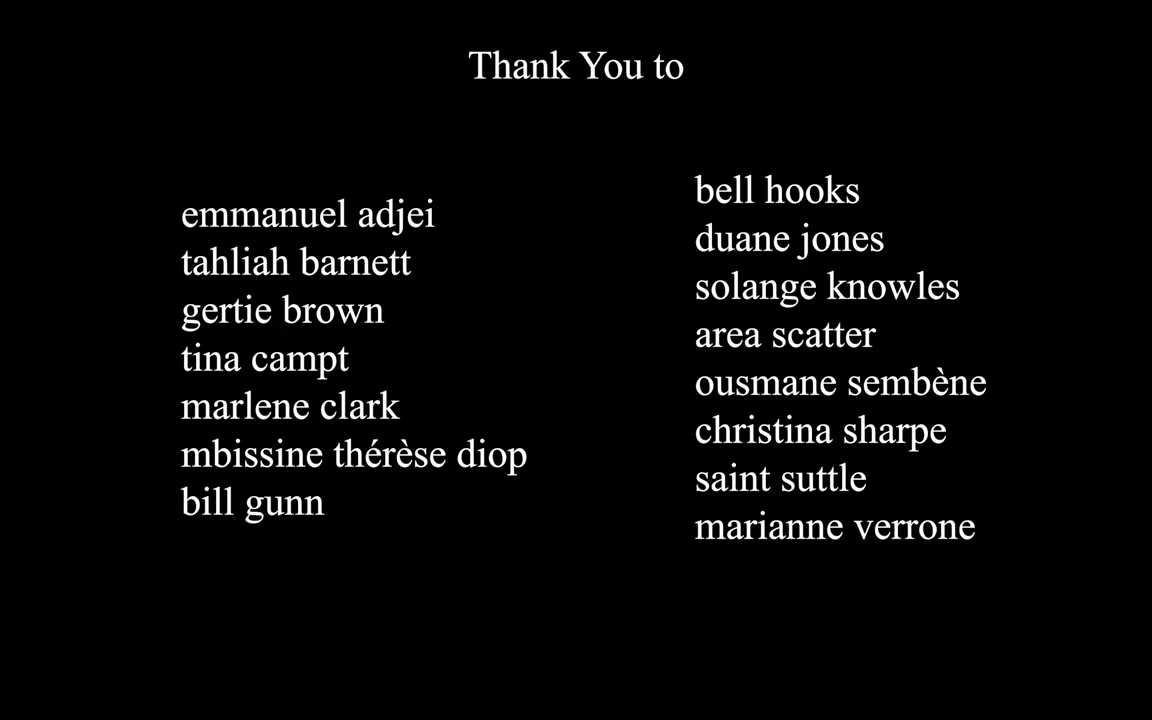 Thank You to
emmanuel adjei
tahliah barnett
gertie brown
tina campt
marlene clark
mbissine thérèse diop
bill gunn
bell hooks
duane jones
solange knowles
area scatter
ousmane sembène
christina sharpe
saint suttle
marianne verrone